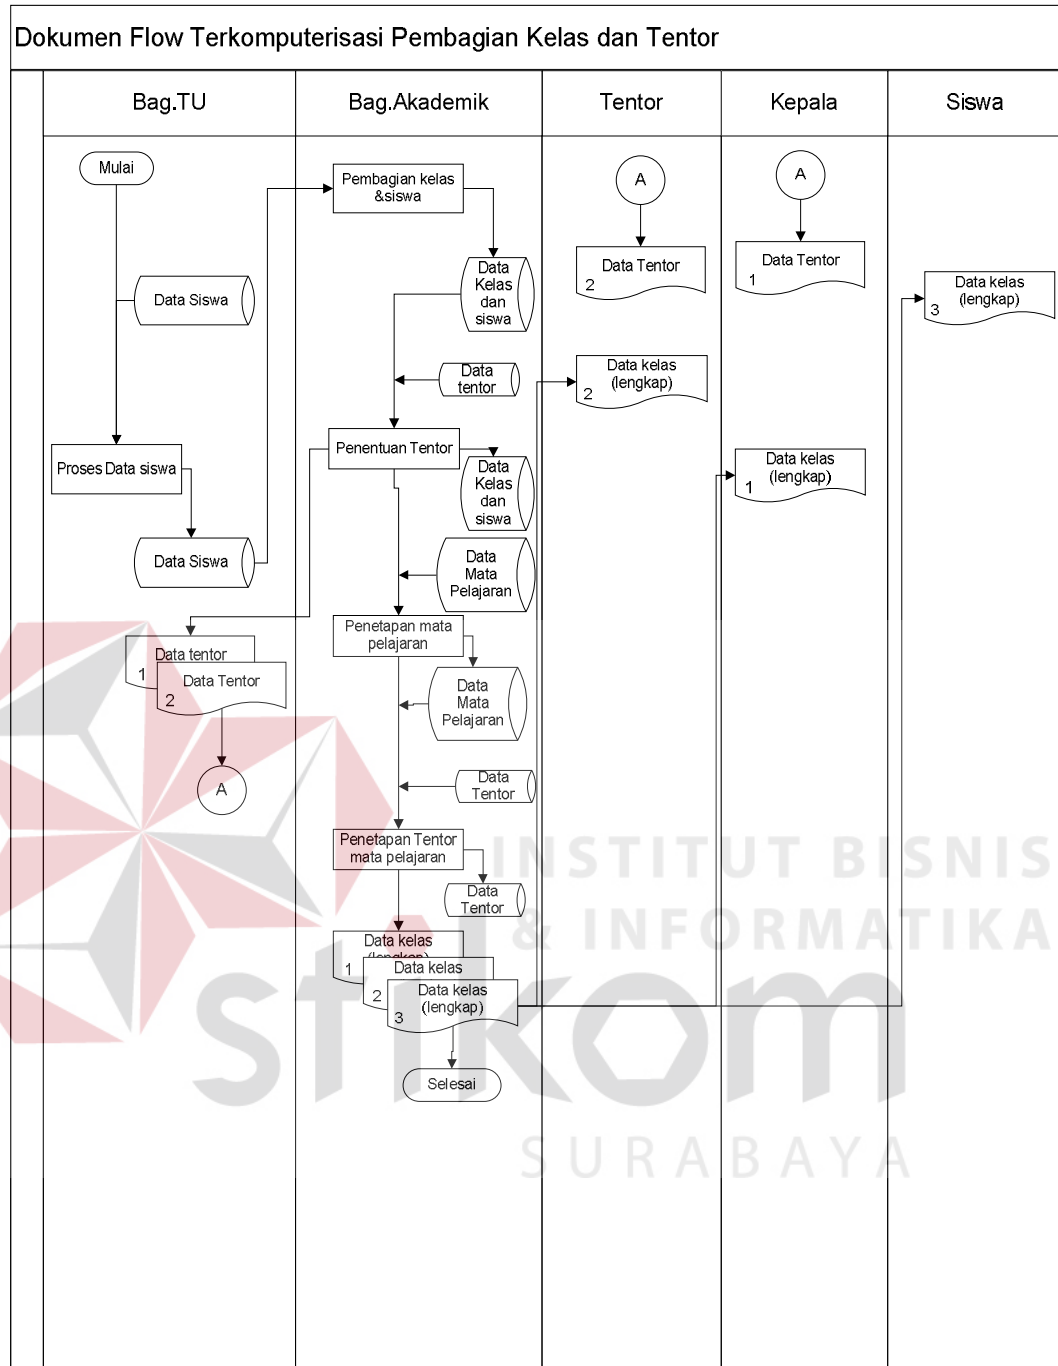 Dokumen Flow Terkomputerisasi Pembagian Kelas dan Tentor
Bag.TU
Bag.Akademik
Tentor
Kepala
Siswa
Mulai
Data Siswa
Proses Data siswa
Data Siswa
Data tentor
1
Data Tentor
2
A
Pembagian kelas
&siswa
Data
Kelas
dan
siswa
Data
tentor
Penentuan Tentor
Data
Kelas
dan
siswa
Data
Mata
Pelajaran
Penetapan mata
pelajaran
Data
Mata
Pelajaran
Data
Tentor
Penetapan Tentor
mata pelajaran
Data
Tentor
Data kelas
(lengkap)
1
Data kelas
2
Data kelas
(lengkap)
3
Selesai
A
Data Tentor
2
Data kelas
(lengkap)
2
A
Data Tentor
1
Data kelas
(lengkap)
1
Data kelas
(lengkap)
3
INSTITUT BISNIS
& INFORMATIKA
stikom
SURABAYA